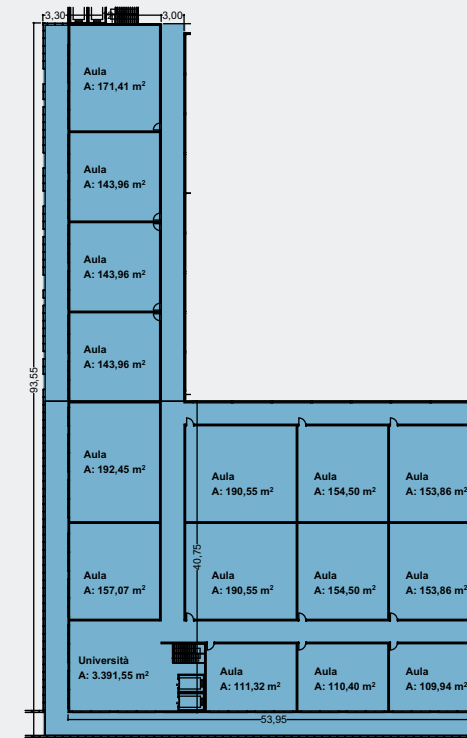 3,30
3,00
Aula
A: 171,41 m²
Aula
A: 143,96 m²
Aula
A: 143,96 m²
Aula
A: 143,96 m²
93,55
Aula
A: 192,45 m²
Aula
A: 190,55 m²
Aula
A: 154,50 m²
Aula
A: 153,86 m²
40,75
Aula
A: 157,07 m²
Aula
A: 190,55 m²
Aula
A: 154,50 m²
Aula
A: 153,86 m²
Università
A: 3.391,55 m²
Aula
A: 111,32 m²
Aula
A: 110,40 m²
Aula
A: 109,94 m²
53,95